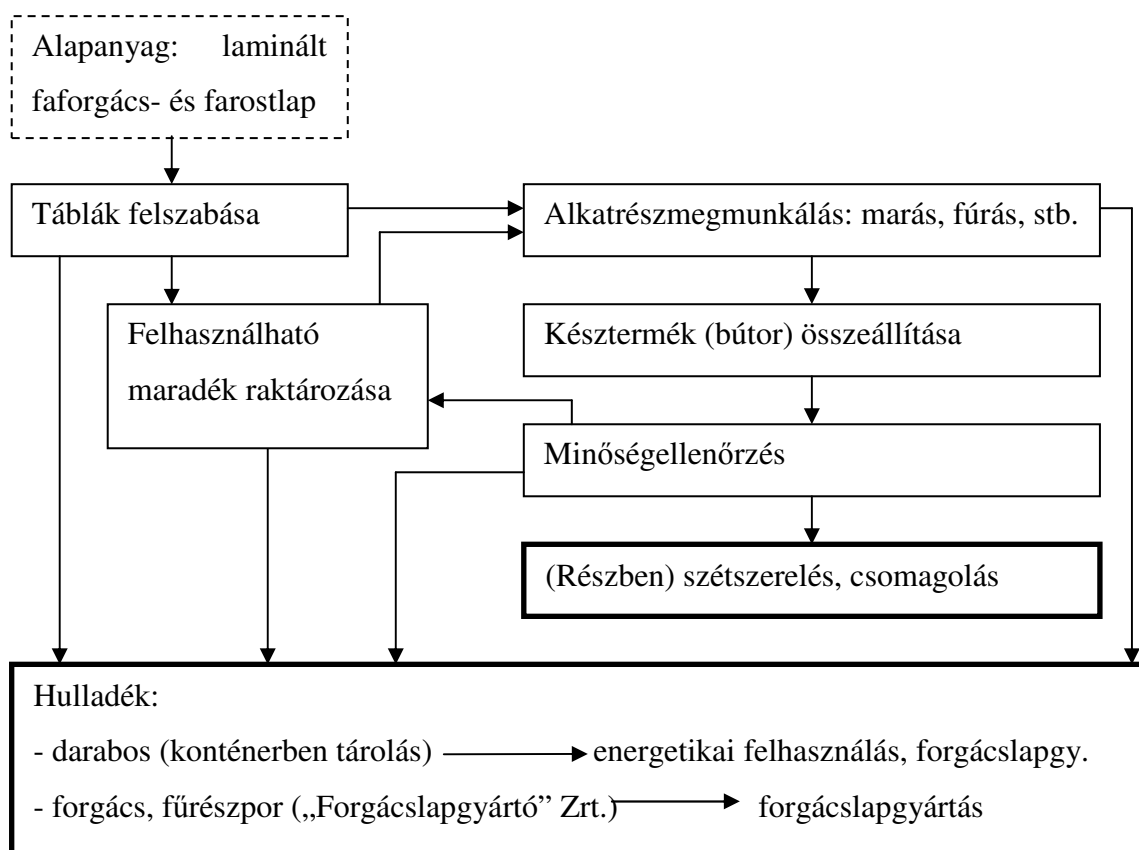 Alapanyag: laminált
faforgács- és farostlap
Táblák felszabása
Alkatrészmegmunkálás: marás, fúrás, stb.
Felhasználható
maradék raktározása
Késztermék (bútor) összeállítása
Minőségellenőrzés
(Részben) szétszerelés, csomagolás
Hulladék:
- darabos (konténerben tárolás) energetikai felhasználás, forgácslapgy.
- forgács, fűrészpor („Forgácslapgyártó” Zrt.) forgácslapgyártás